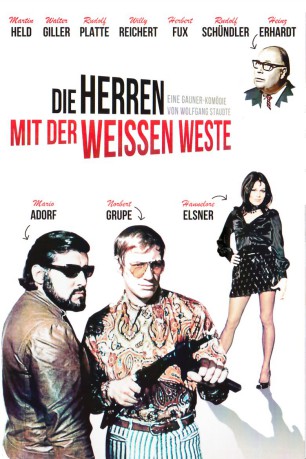 Martin Walter Rudolf Willy Herbert Rudolf Heinz
HELD GILLER PLATTE REICHERT FUX SCHÜNDLER ERHARDT
DIE HERREN
EINE GAUNER-KOMÖDIE
VON WOLFGANG STAUDTE
MIT DER WEISSEN WESTE
Mario Norbert Hannelore
ADORF GRUPE ELSNER